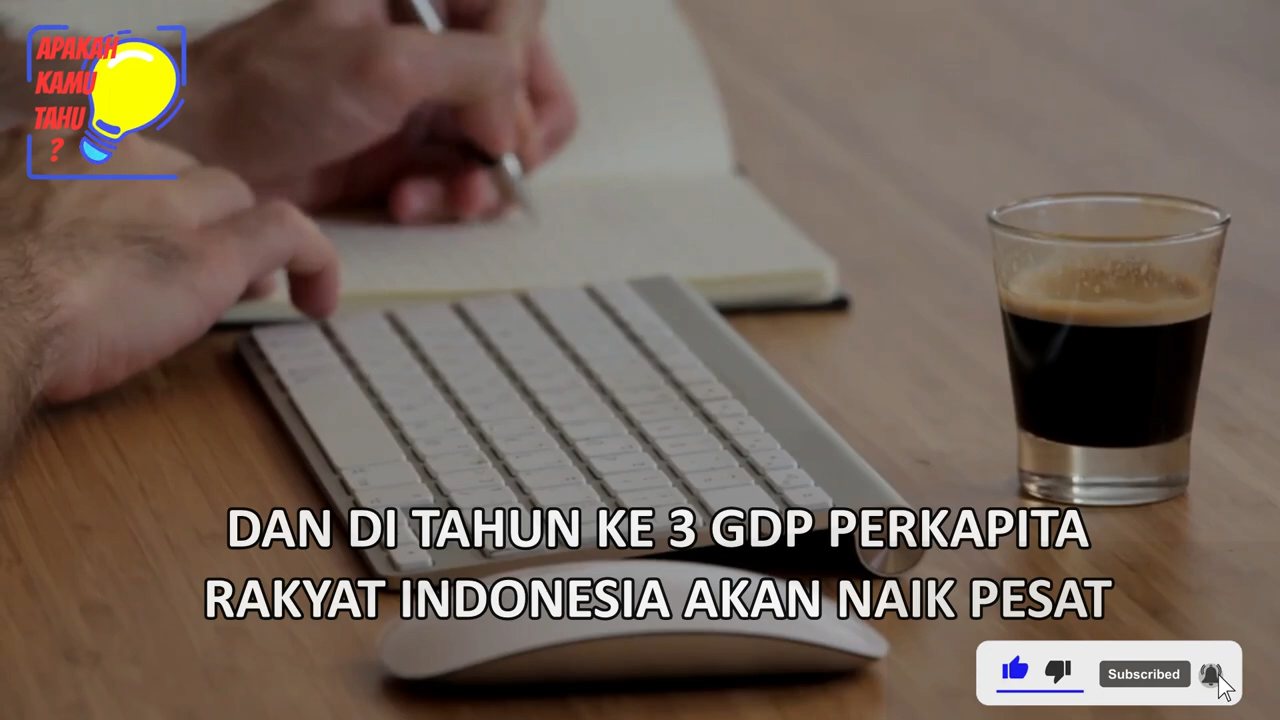 APAKAH
KAMU
TAHU
?
DAN DI TAHUN KE 3 GDP PERKAPITA
RAKYAT INDONESIA AKAN NAIK PESAT
Subscribed